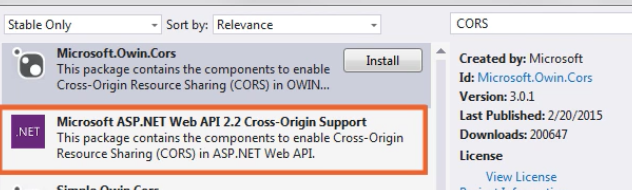 Stable Only
Sort by: Relevance
CORS
Microsoft.Owin.Cors
This package contains the components to enable
Cross-Origin Resource Sharing (CORS) in OWIN...
Install
.NET
Microsoft ASP.NET Web API 2.2 Cross-Origin Support
This package contains the components to enable Cross-Origin
Resource Sharing (CORS) in ASP.NET Web API.
Simple Owin Cors
Created by: Microsoft
Id: Microsoft.Owin.Cors
Version: 3.0.1
Last Published: 2/20/2015
Downloads: 200647
License
View License
Project Information